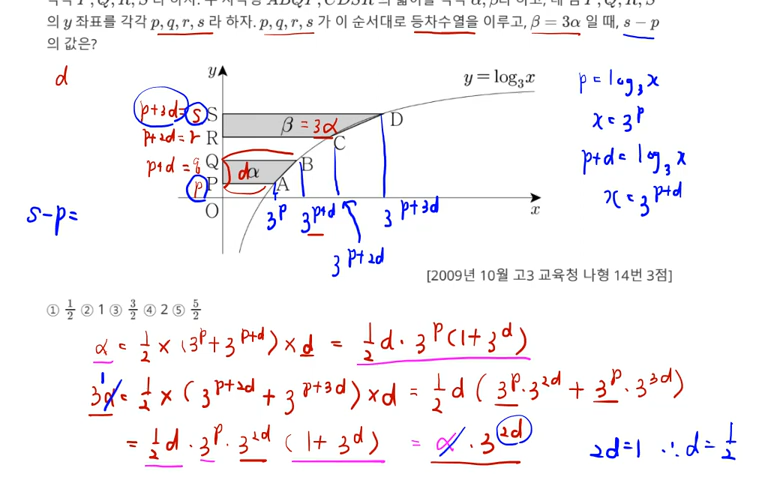 의 y 좌표를 각각 p, q, r, s 라 하자. p, q, r, s 가 이 순서대로 등차수열을 이루고, β = 3α 일 때, s − p
의 값은?
d
y
y = log₃x
p = log₃x
p+3d = s S
β = 3α
D
x = 3^p
p+2d = r R
C
p+d = q Q
B
p+d = log₃x
dα
p P
A
x = 3^(p+d)
O
3^p
3^(p+d)
3^(p+3d)
x
s-p =
3^(p+2d)
[2009년 10월 고3 교육청 나형 14번 3점]
① 1/2 ② 1 ③ 3/2 ④ 2 ⑤ 5/2
α = 1/2 × (3^p + 3^(p+d)) × d = 1/2 d · 3^p (1 + 3^d)
1
3α = 1/2 × (3^(p+2d) + 3^(p+3d)) × d = 1/2 d (3^p · 3^(2d) + 3^p · 3^(3d))
= 1/2 d · 3^p · 3^(2d) (1 + 3^d) = α · 3^(2d)
2d = 1 ∴ d = 1/2